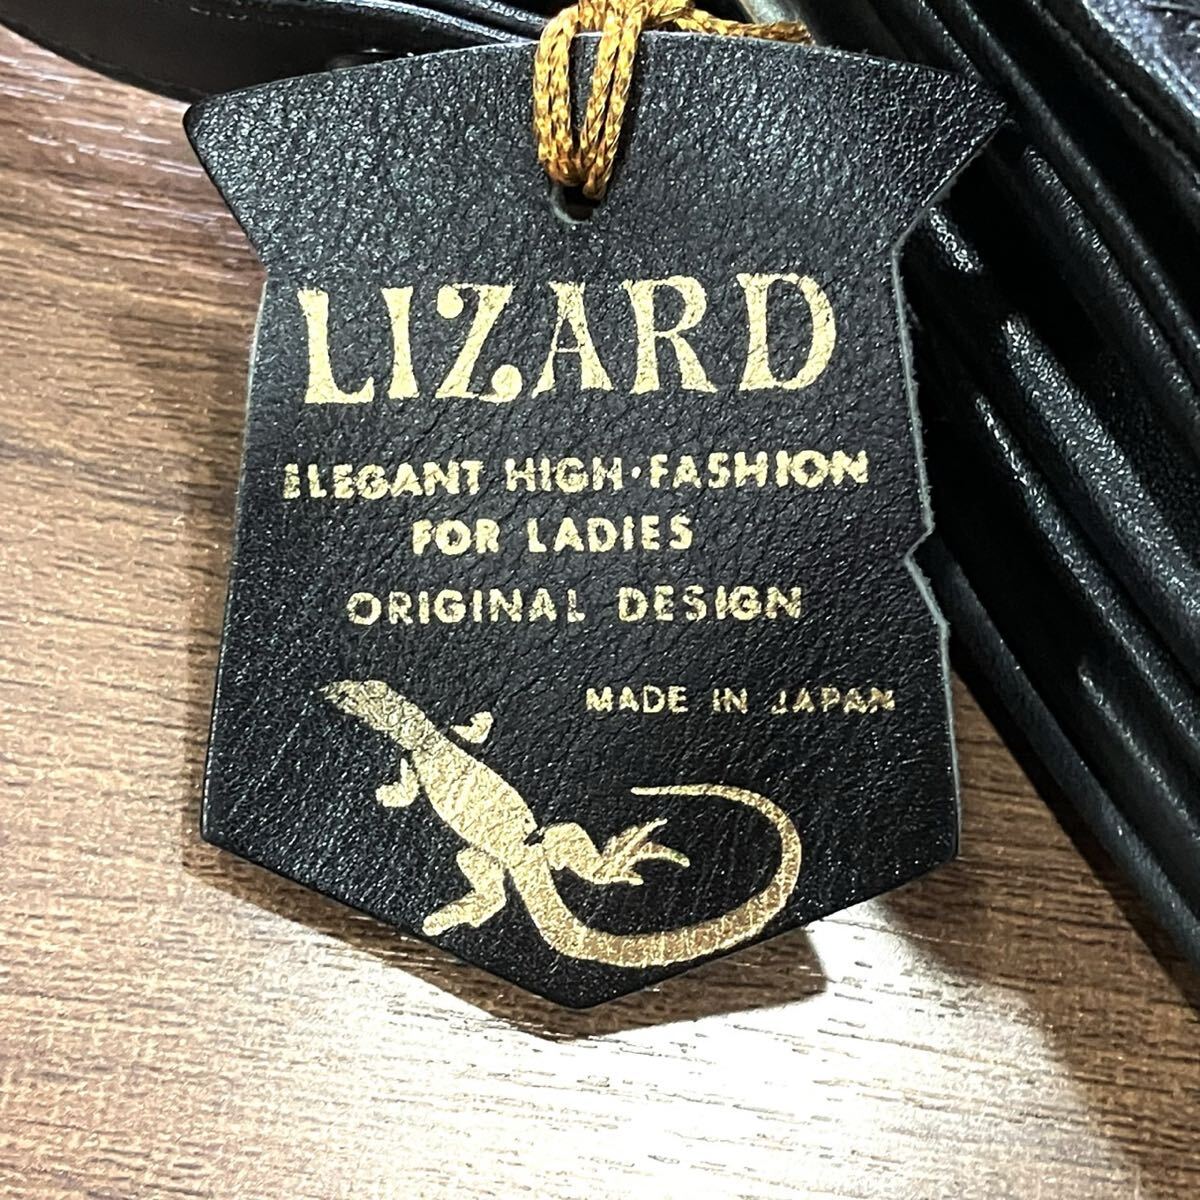 LIZARD
ELEGANT HIGH·FASHION
FOR LADIES
ORIGINAL DESIGN
MADE IN JAPAN